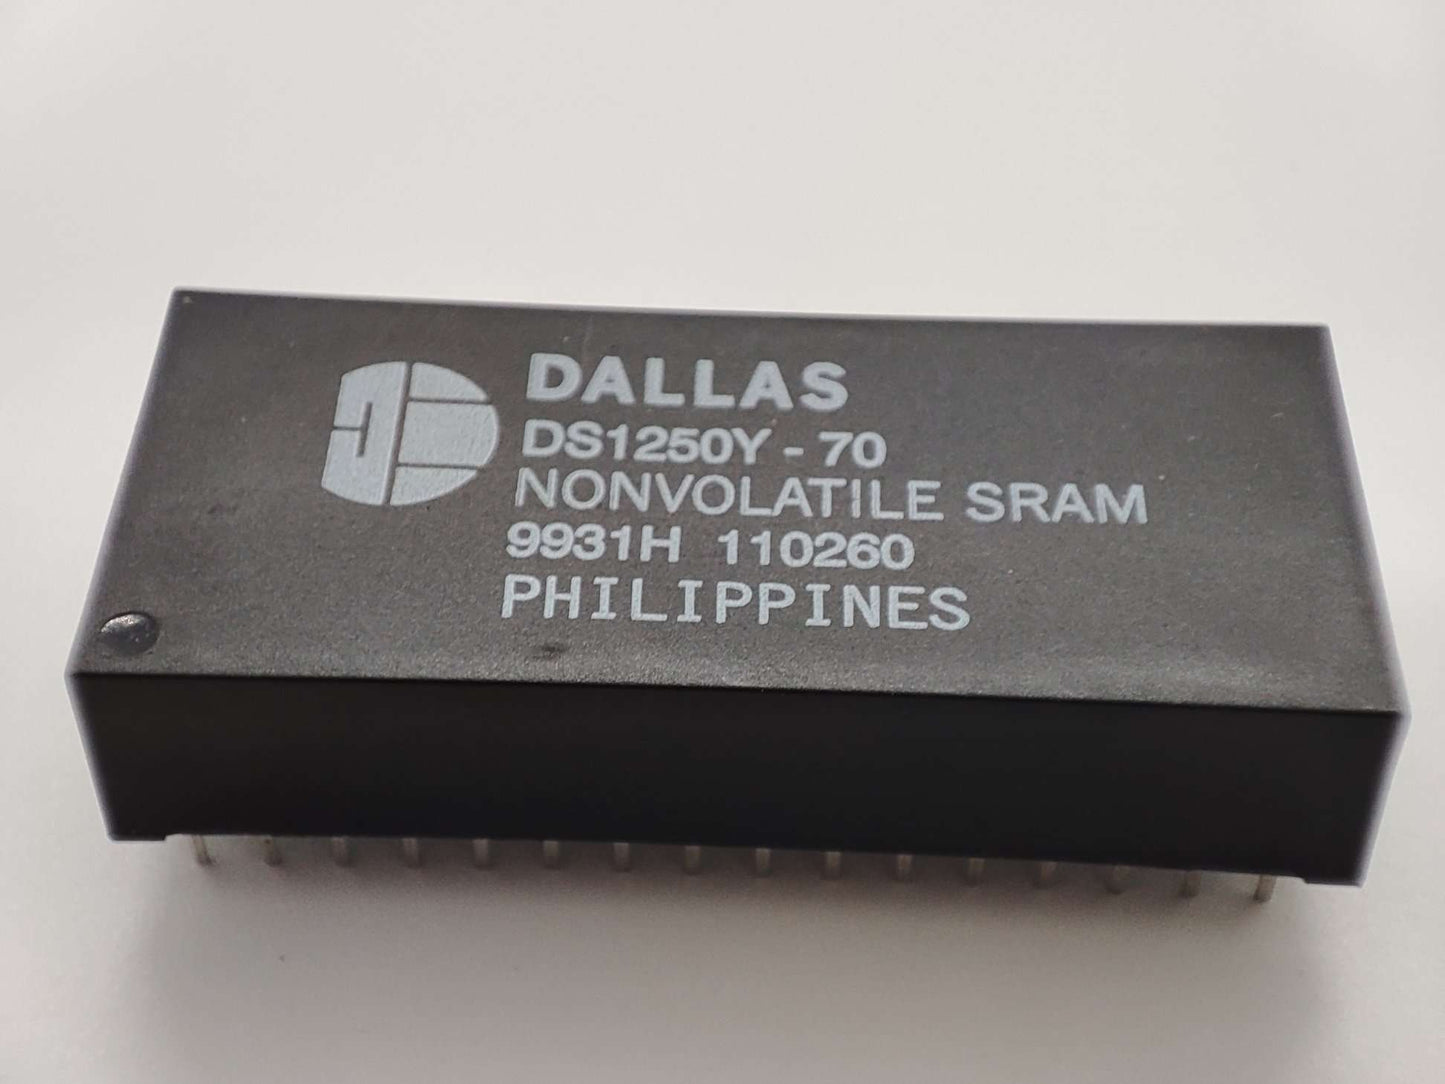 DALLAS
DS1250Y - 70
NONVOLATILE SRAM
9931H 110260
PHILIPPINES